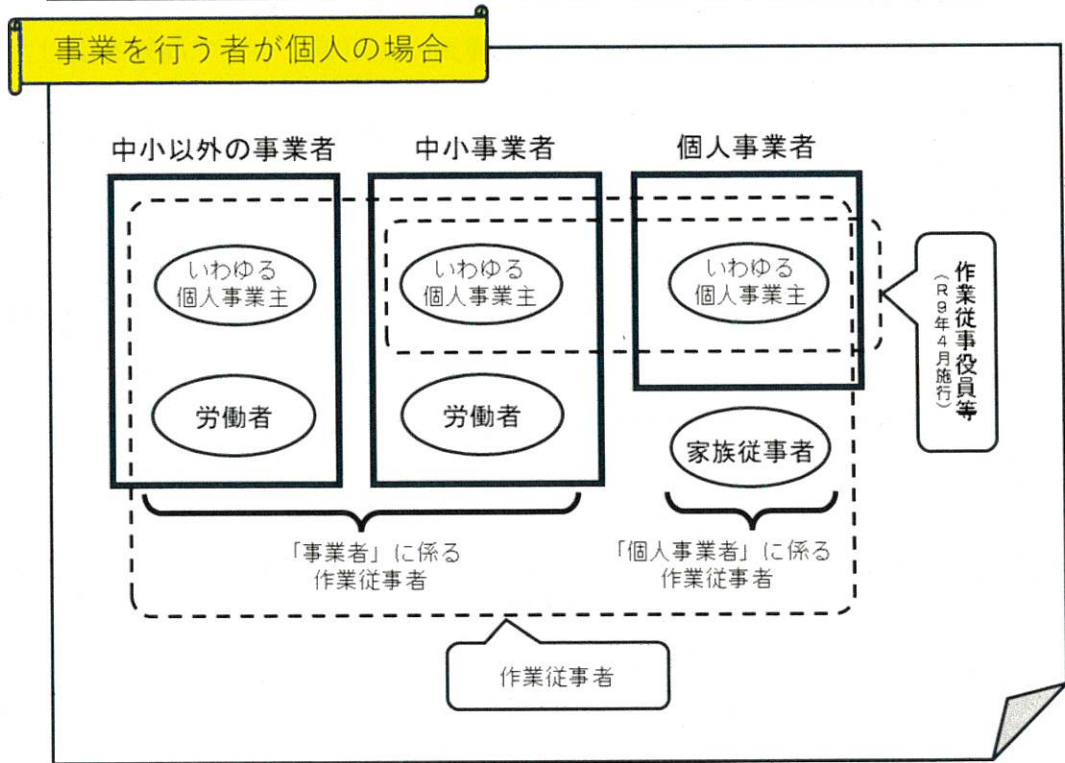 事業を行う者が個人の場合
中小以外の事業者
中小事業者
個人事業者
いわゆる
個人事業主
いわゆる
個人事業主
いわゆる
個人事業主
作業従事役員等
(R9年4月施行)
労働者
労働者
家族従事者
「事業者」に係る
作業従事者
「個人事業者」に係る
作業従事者
作業従事者